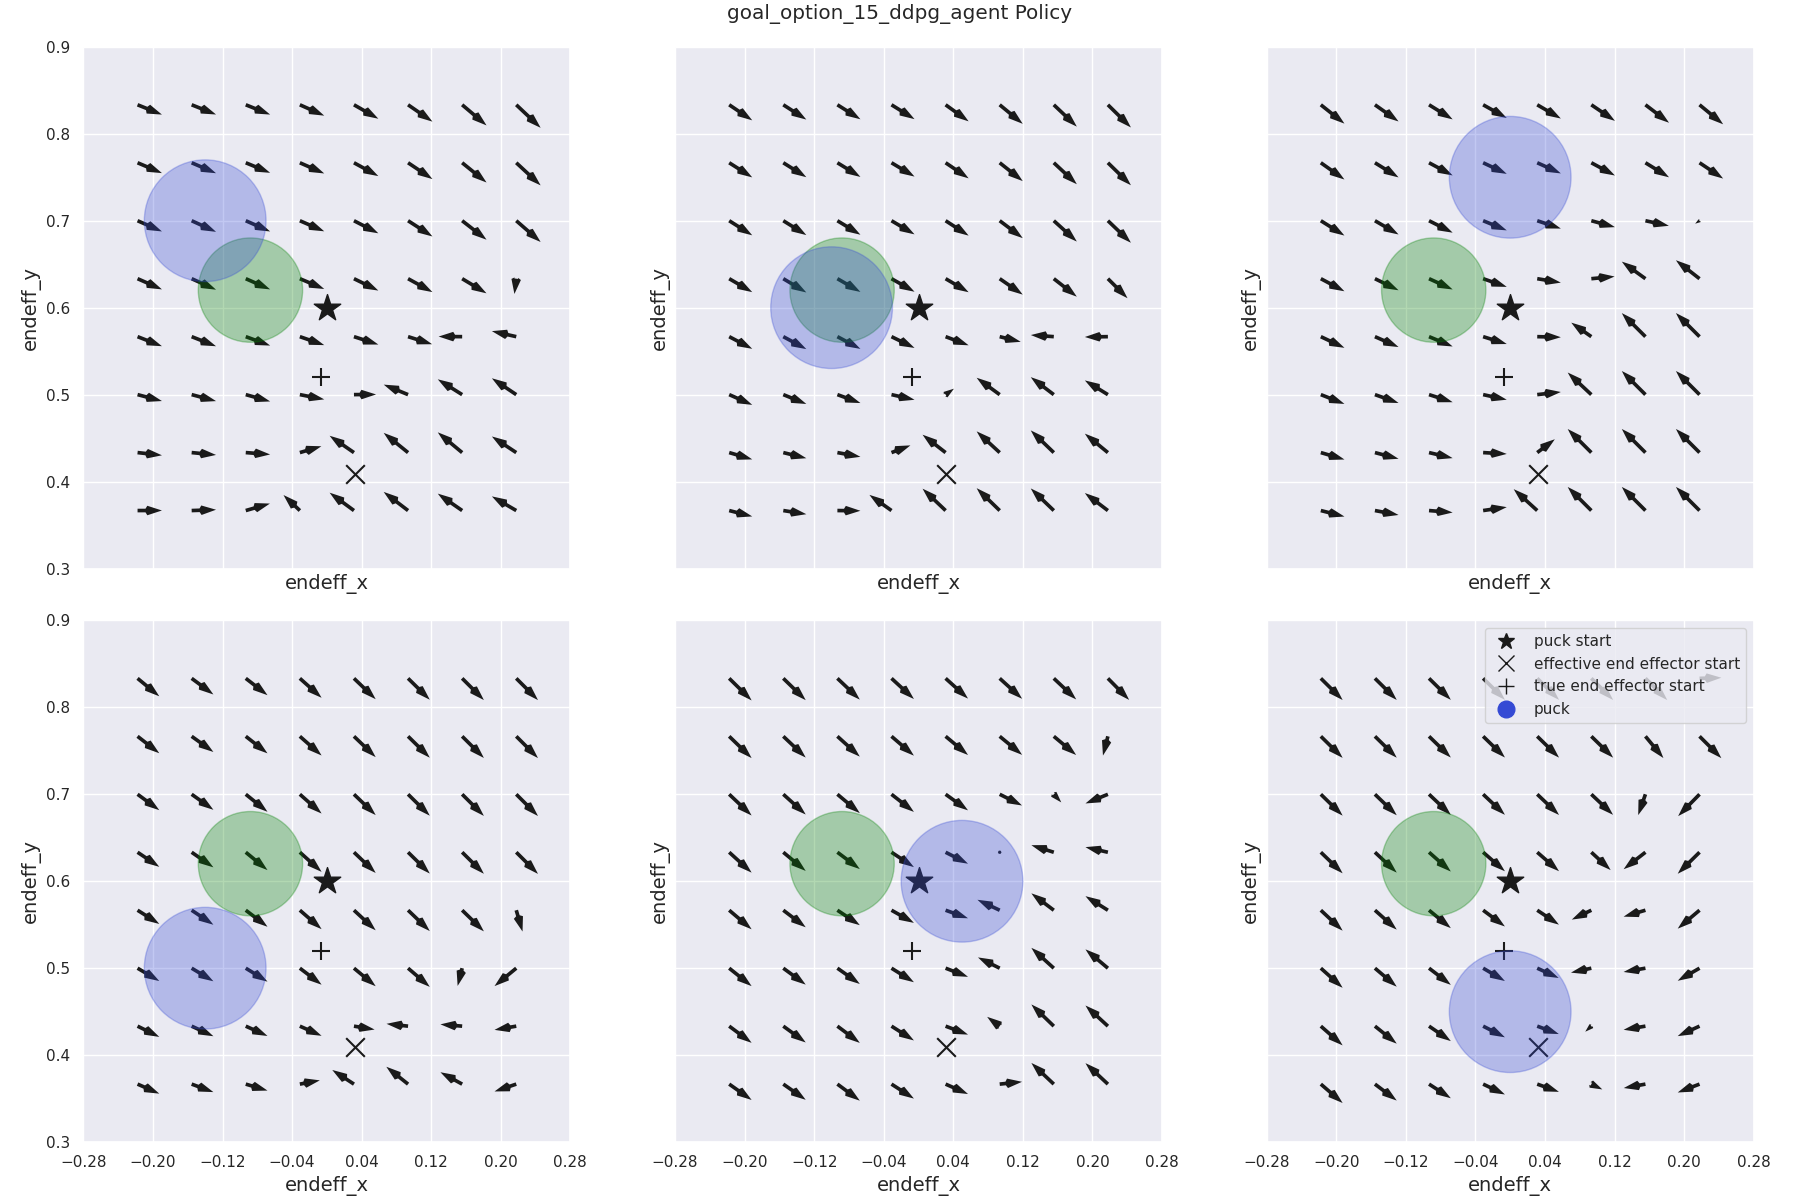 goal_option_15_ddpg_agent Policy
0.9
0.8
0.7
0.6
0.5
0.4
0.3
endeff_y
endeff_x
endeff_y
endeff_x
endeff_y
endeff_x
0.9
0.8
0.7
0.6
0.5
0.4
0.3
endeff_y
−0.28 −0.20 −0.12 −0.04 0.04 0.12 0.20 0.28
endeff_x
endeff_y
−0.28 −0.20 −0.12 −0.04 0.04 0.12 0.20 0.28
endeff_x
puck start
effective end effector start
true end effector start
puck
endeff_y
−0.28 −0.20 −0.12 −0.04 0.04 0.12 0.20 0.28
endeff_x